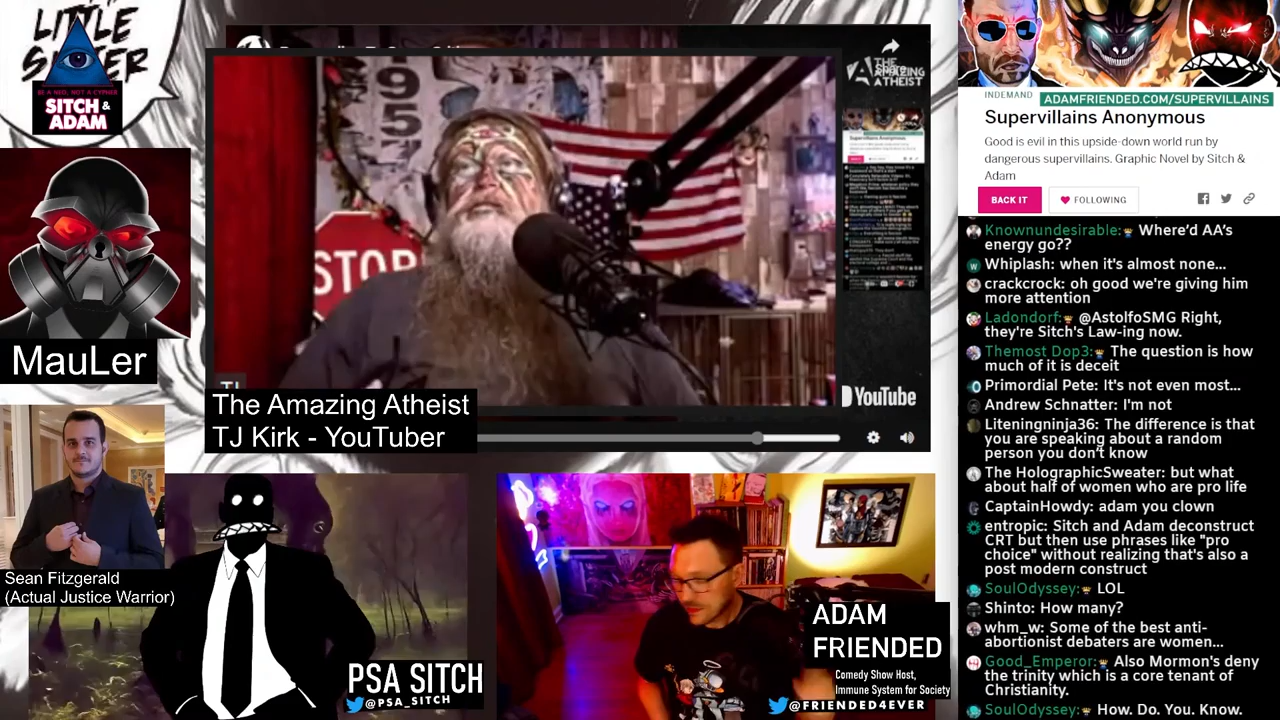 LITTLE
BE A NEO, NOT A CYPHER
SITCH &
ADAM
MauLer
Sean Fitzgerald
(Actual Justice Warrior)
95
STOP
THE
AMAZING
ATHEIST
YouTube
The Amazing Atheist
TJ Kirk - YouTuber
PSA SITCH
@PSA_SITCH
ADAM
FRIENDED
Comedy Show Host,
Immune System for Society
@FRIENDED4EVER
INDEMAND
ADAMFRIENDED.COM/SUPERVILLAINS
Supervillains Anonymous
Good is evil in this upside-down world run by
dangerous supervillains. Graphic Novel by Sitch &
Adam
BACK IT
FOLLOWING
Knownundesirable: Where'd AA's
energy go??
Whiplash: when it's almost none...
crackcrock: oh good we're giving him
more attention
Ladondorf: @AstolfoSMG Right,
they're Sitch's Law-ing now.
Themost Dop3: The question is how
much of it is deceit
Primordial Pete: It's not even most...
Andrew Schnatter: I'm not
Liteningninja36: The difference is that
you are speaking about a random
person you don't know
The HolographicSweater: but what
about half of women who are pro life
CaptainHowdy: adam you clown
entropic: Sitch and Adam deconstruct
CRT but then use phrases like "pro
choice" without realizing that's also a
post modern construct
SoulOdyssey: LOL
Shinto: How many?
whm_w: Some of the best anti-
abortionist debaters are women...
Good_Emperor: Also Mormon's deny
the trinity which is a core tenant of
Christianity.
SoulOdyssey: How. Do. You. Know.